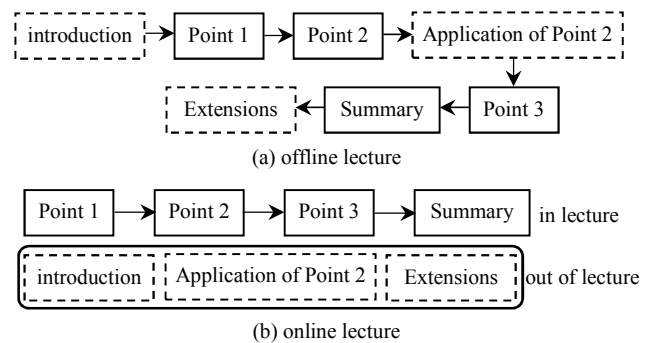 introduction Point 1 Point 2 Application of Point 2
Extensions Summary Point 3
(a) offline lecture
Point 1 Point 2 Point 3 Summary in lecture
introduction Application of Point 2 Extensions out of lecture
(b) online lecture